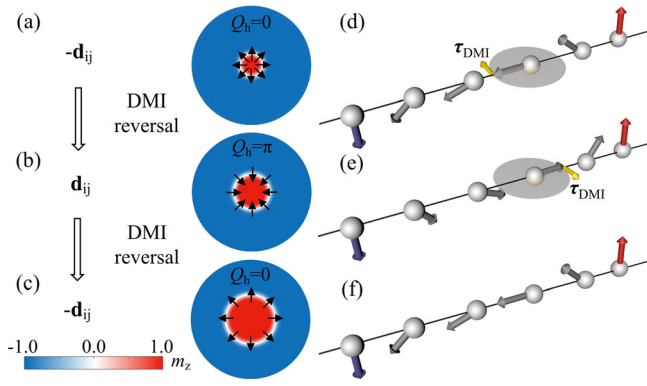 (a)
Qh=0
(d)
-dij
τDMI
DMI
reversal
(b)
Qh=π
(e)
dij
τDMI
DMI
reversal
(c)
Qh=0
(f)
-dij
-1.0 0.0 1.0 mz